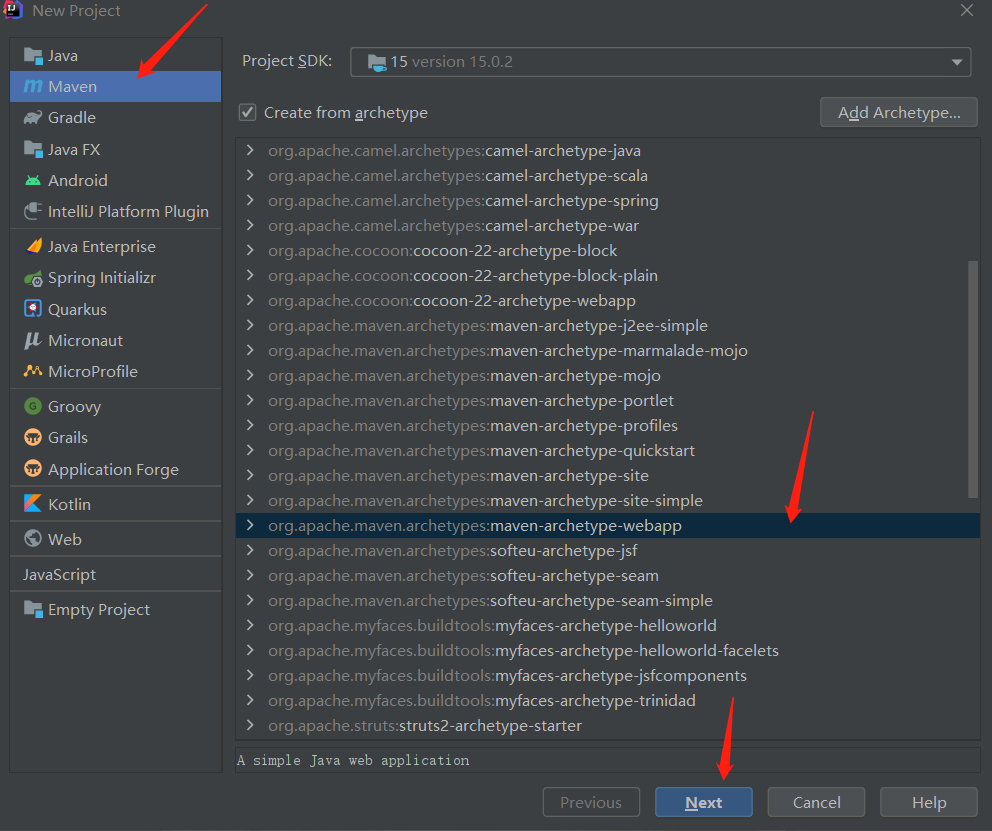 New Project
Java
Maven
Gradle
Java FX
Android
IntelliJ Platform Plugin
Java Enterprise
Spring Initializr
Quarkus
Micronaut
MicroProfile
Groovy
Grails
Application Forge
Kotlin
Web
JavaScript
Empty Project
Project SDK: 15 version 15.0.2
Create from archetype Add Archetype...
org.apache.camel.archetypes:camel-archetype-java
org.apache.camel.archetypes:camel-archetype-scala
org.apache.camel.archetypes:camel-archetype-spring
org.apache.camel.archetypes:camel-archetype-war
org.apache.cocoon:cocoon-22-archetype-block
org.apache.cocoon:cocoon-22-archetype-block-plain
org.apache.cocoon:cocoon-22-archetype-webapp
org.apache.maven.archetypes:maven-archetype-j2ee-simple
org.apache.maven.archetypes:maven-archetype-marmalade-mojo
org.apache.maven.archetypes:maven-archetype-mojo
org.apache.maven.archetypes:maven-archetype-portlet
org.apache.maven.archetypes:maven-archetype-profiles
org.apache.maven.archetypes:maven-archetype-quickstart
org.apache.maven.archetypes:maven-archetype-site
org.apache.maven.archetypes:maven-archetype-site-simple
org.apache.maven.archetypes:maven-archetype-webapp
org.apache.maven.archetypes:softeu-archetype-jsf
org.apache.maven.archetypes:softeu-archetype-seam
org.apache.maven.archetypes:softeu-archetype-seam-simple
org.apache.myfaces.buildtools:myfaces-archetype-helloworld
org.apache.myfaces.buildtools:myfaces-archetype-helloworld-facelets
org.apache.myfaces.buildtools:myfaces-archetype-jsfcomponents
org.apache.myfaces.buildtools:myfaces-archetype-trinidad
org.apache.struts:struts2-archetype-starter
A simple Java web application
Previous Next Cancel Help